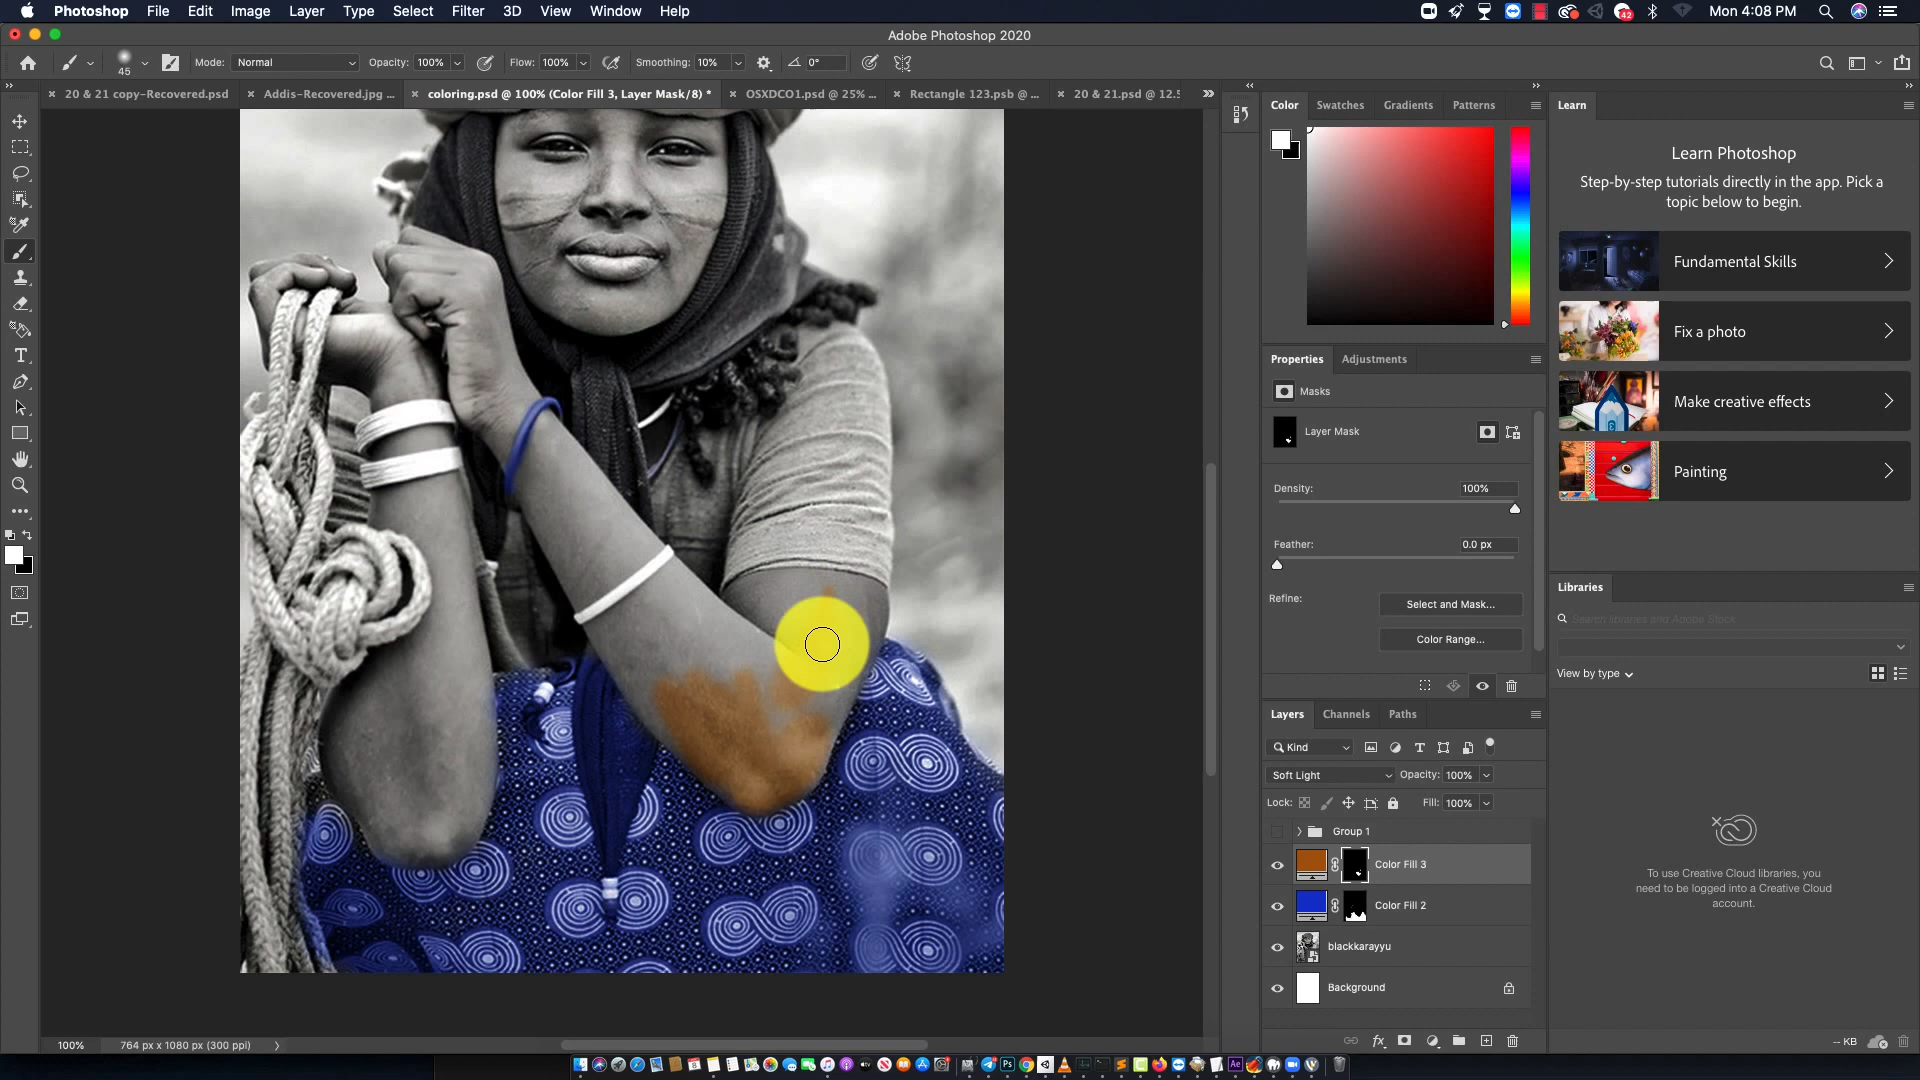 Photoshop File Edit Image Layer Type Select Filter 3D View Window Help
42
Mon 4:08 PM
Adobe Photoshop 2020
45
Mode: Normal Opacity: 100% Flow: 100% Smoothing: 10% 0°
20 & 21 copy-Recovered.psd
Addis-Recovered.jpg ...
coloring.psd @ 100% (Color Fill 3, Layer Mask/8) *
OSXDCO1.psd @ 25% ...
Rectangle 123.psb @ ...
20 & 21.psd @ 12.5
Color Swatches Gradients Patterns
Learn
Learn Photoshop
Step-by-step tutorials directly in the app. Pick a
topic below to begin.
Fundamental Skills
Fix a photo
Make creative effects
Painting
Properties Adjustments
Masks
Layer Mask
Density: 100%
Feather: 0.0 px
Refine: Select and Mask...
Color Range...
Libraries
Search libraries and Adobe Stock
View by type
Layers Channels Paths
Kind
Soft Light Opacity: 100%
Lock: Fill: 100%
Group 1
Color Fill 3
Color Fill 2
blackkarayyu
Background
To use Creative Cloud libraries, you
need to be logged into a Creative Cloud
account.
-- KB
100% 764 px x 1080 px (300 ppi)